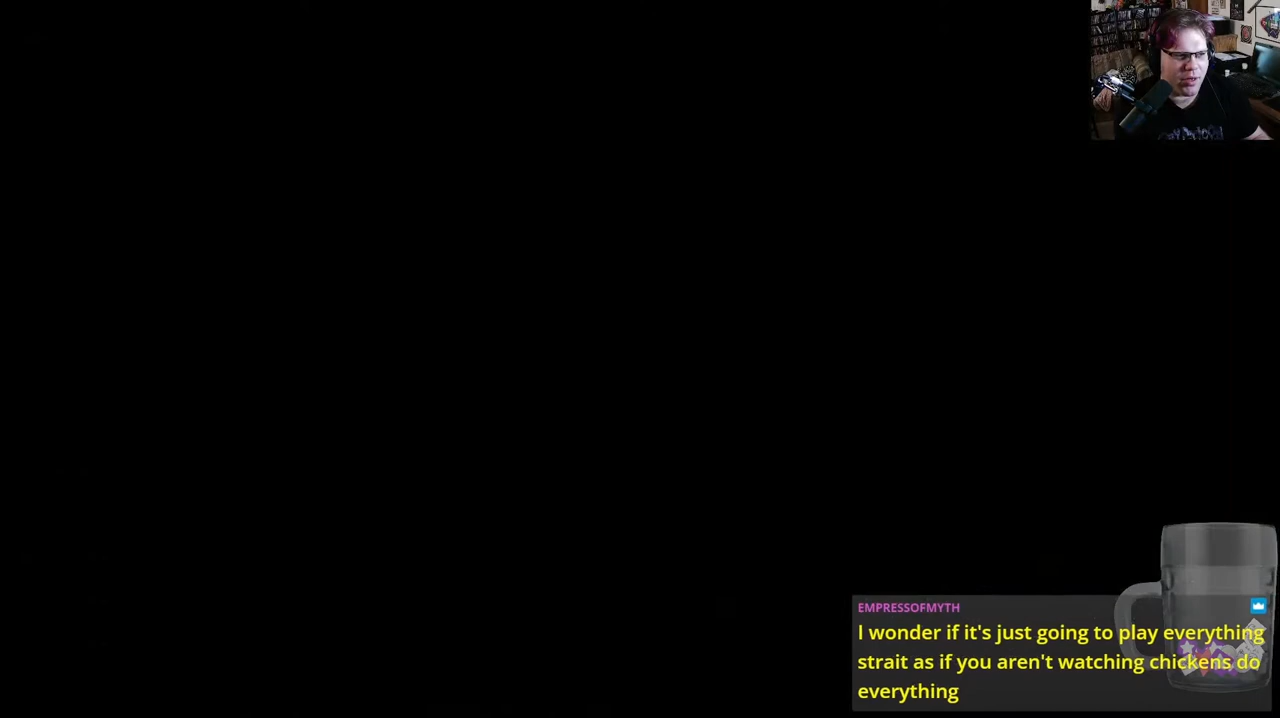 EMPRESSOFMYTH
I wonder if it's just going to play everything
strait as if you aren't watching chickens do
everything